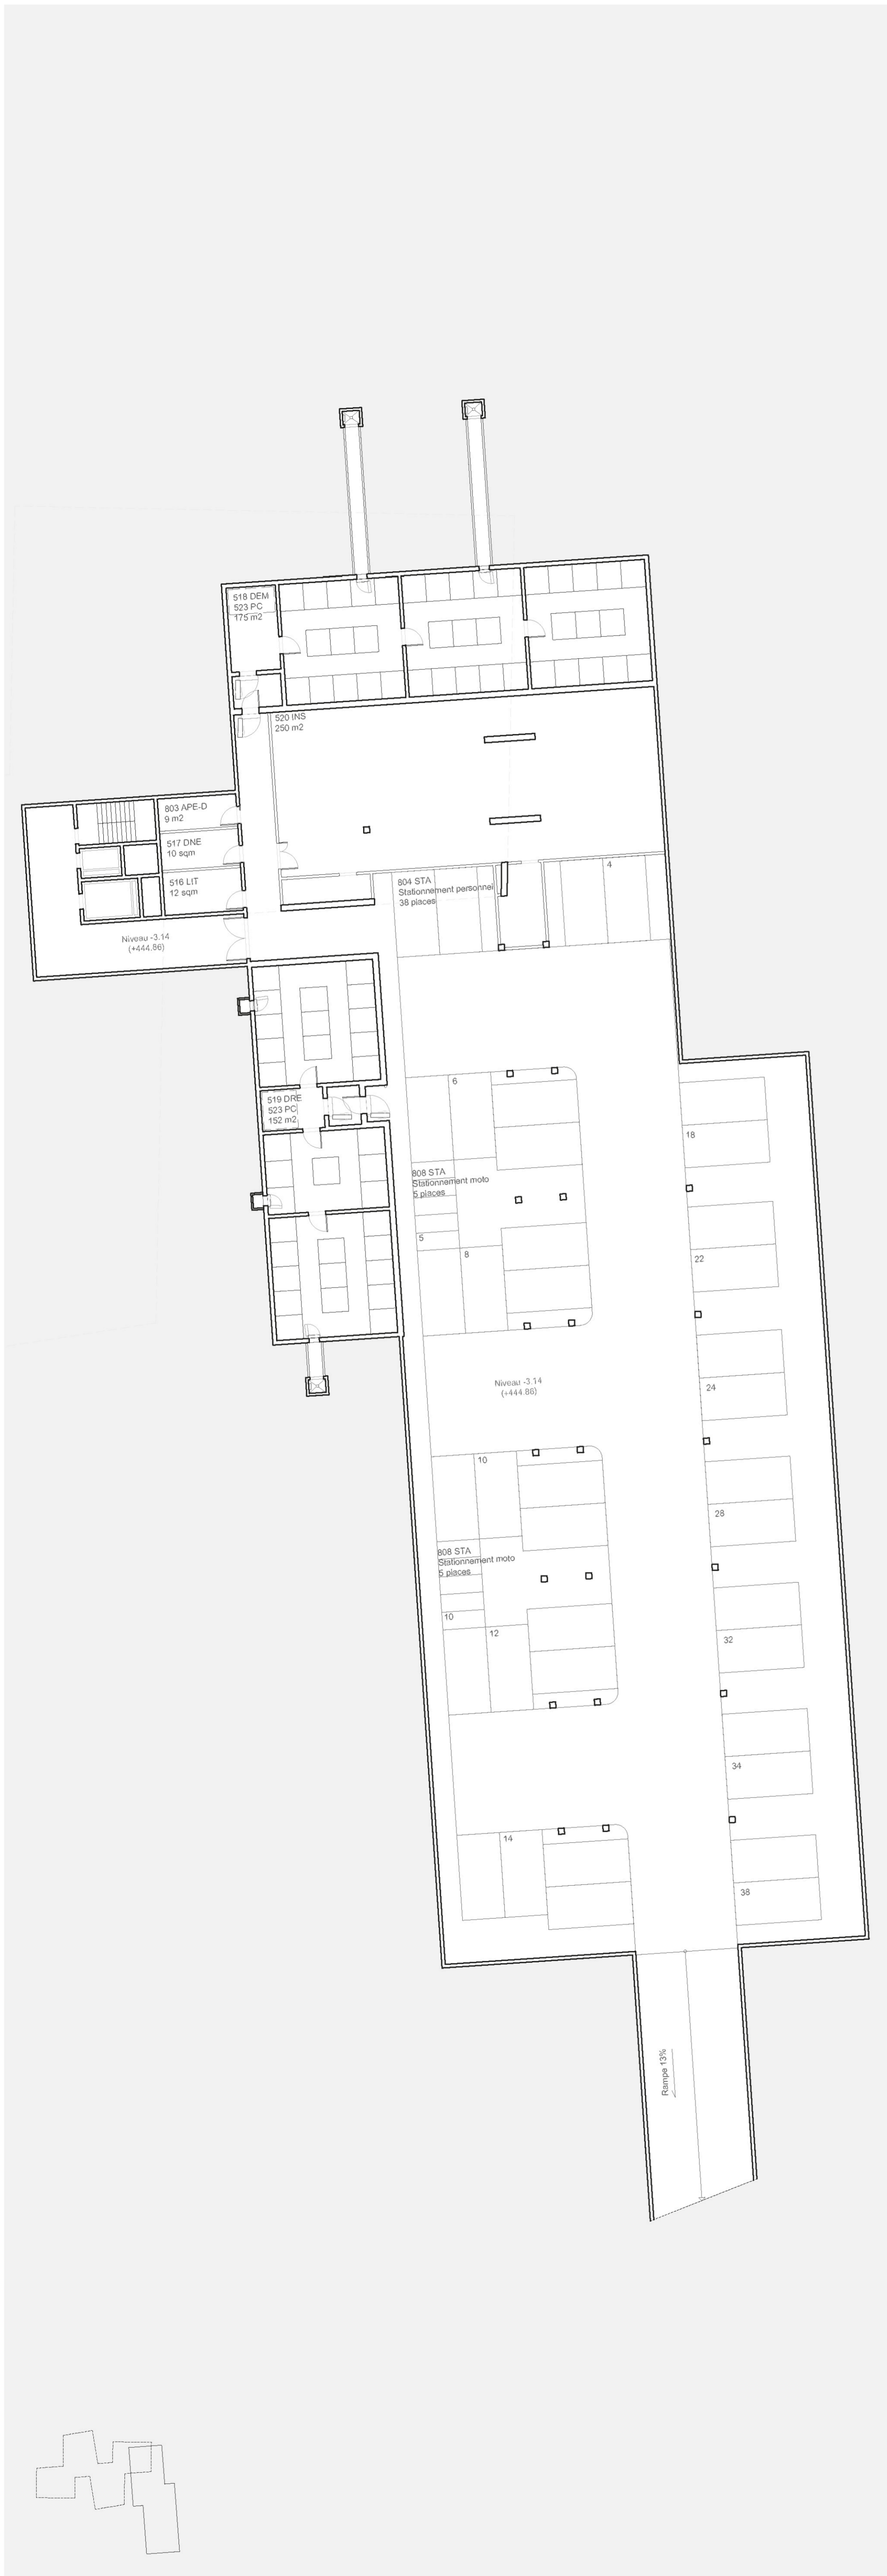 518 DEM
523 PC
175 m2
520 INS
250 m2
803 APE-D
9 m2
517 DNE
10 sqm
516 LIT
12 sqm
804 STA
Stationnement personnel
38 places
4
Niveau -3.14
(+444.86)
6
519 DRE
523 PC
152 m2
18
808 STA
Stationnement moto
5 places
5
8
22
Niveau -3.14
(+444.86)
24
10
28
808 STA
Stationnement moto
5 places
10
12
32
34
14
38
Rampe 13%